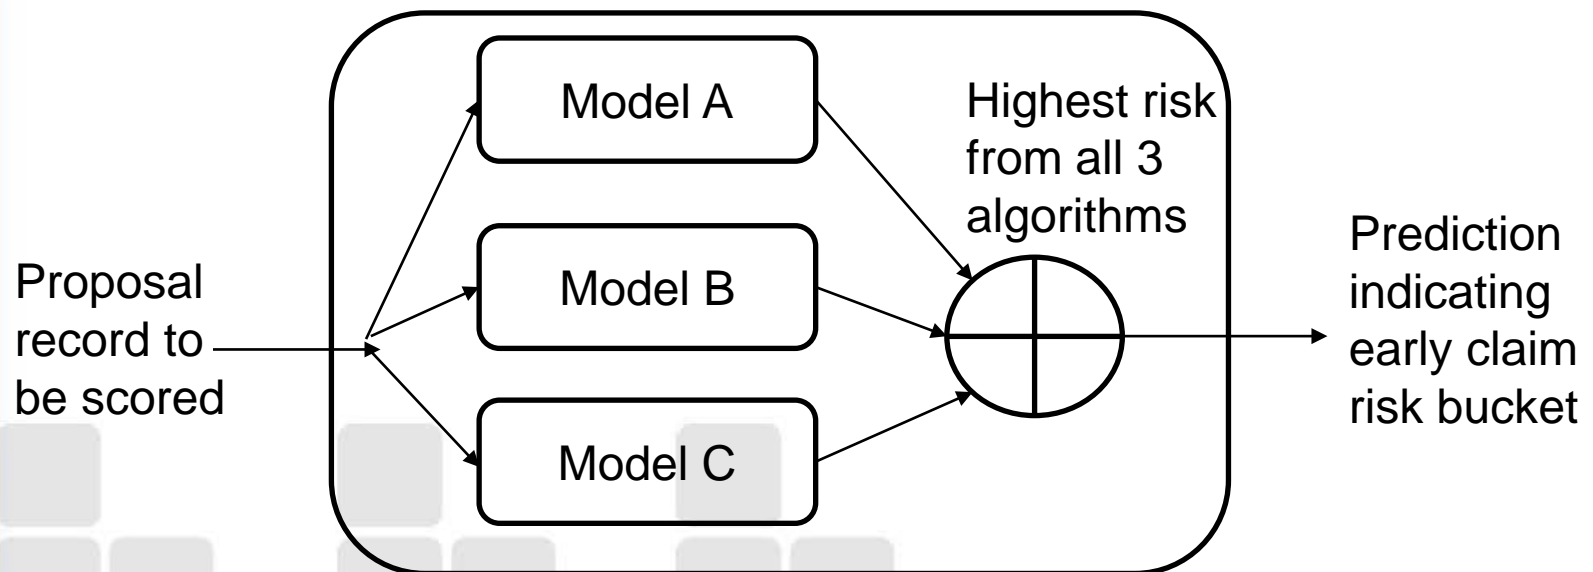 Proposal
record to
be scored
Model A
Model B
Model C
Highest risk
from all 3
algorithms
Prediction
indicating
early claim
risk bucket